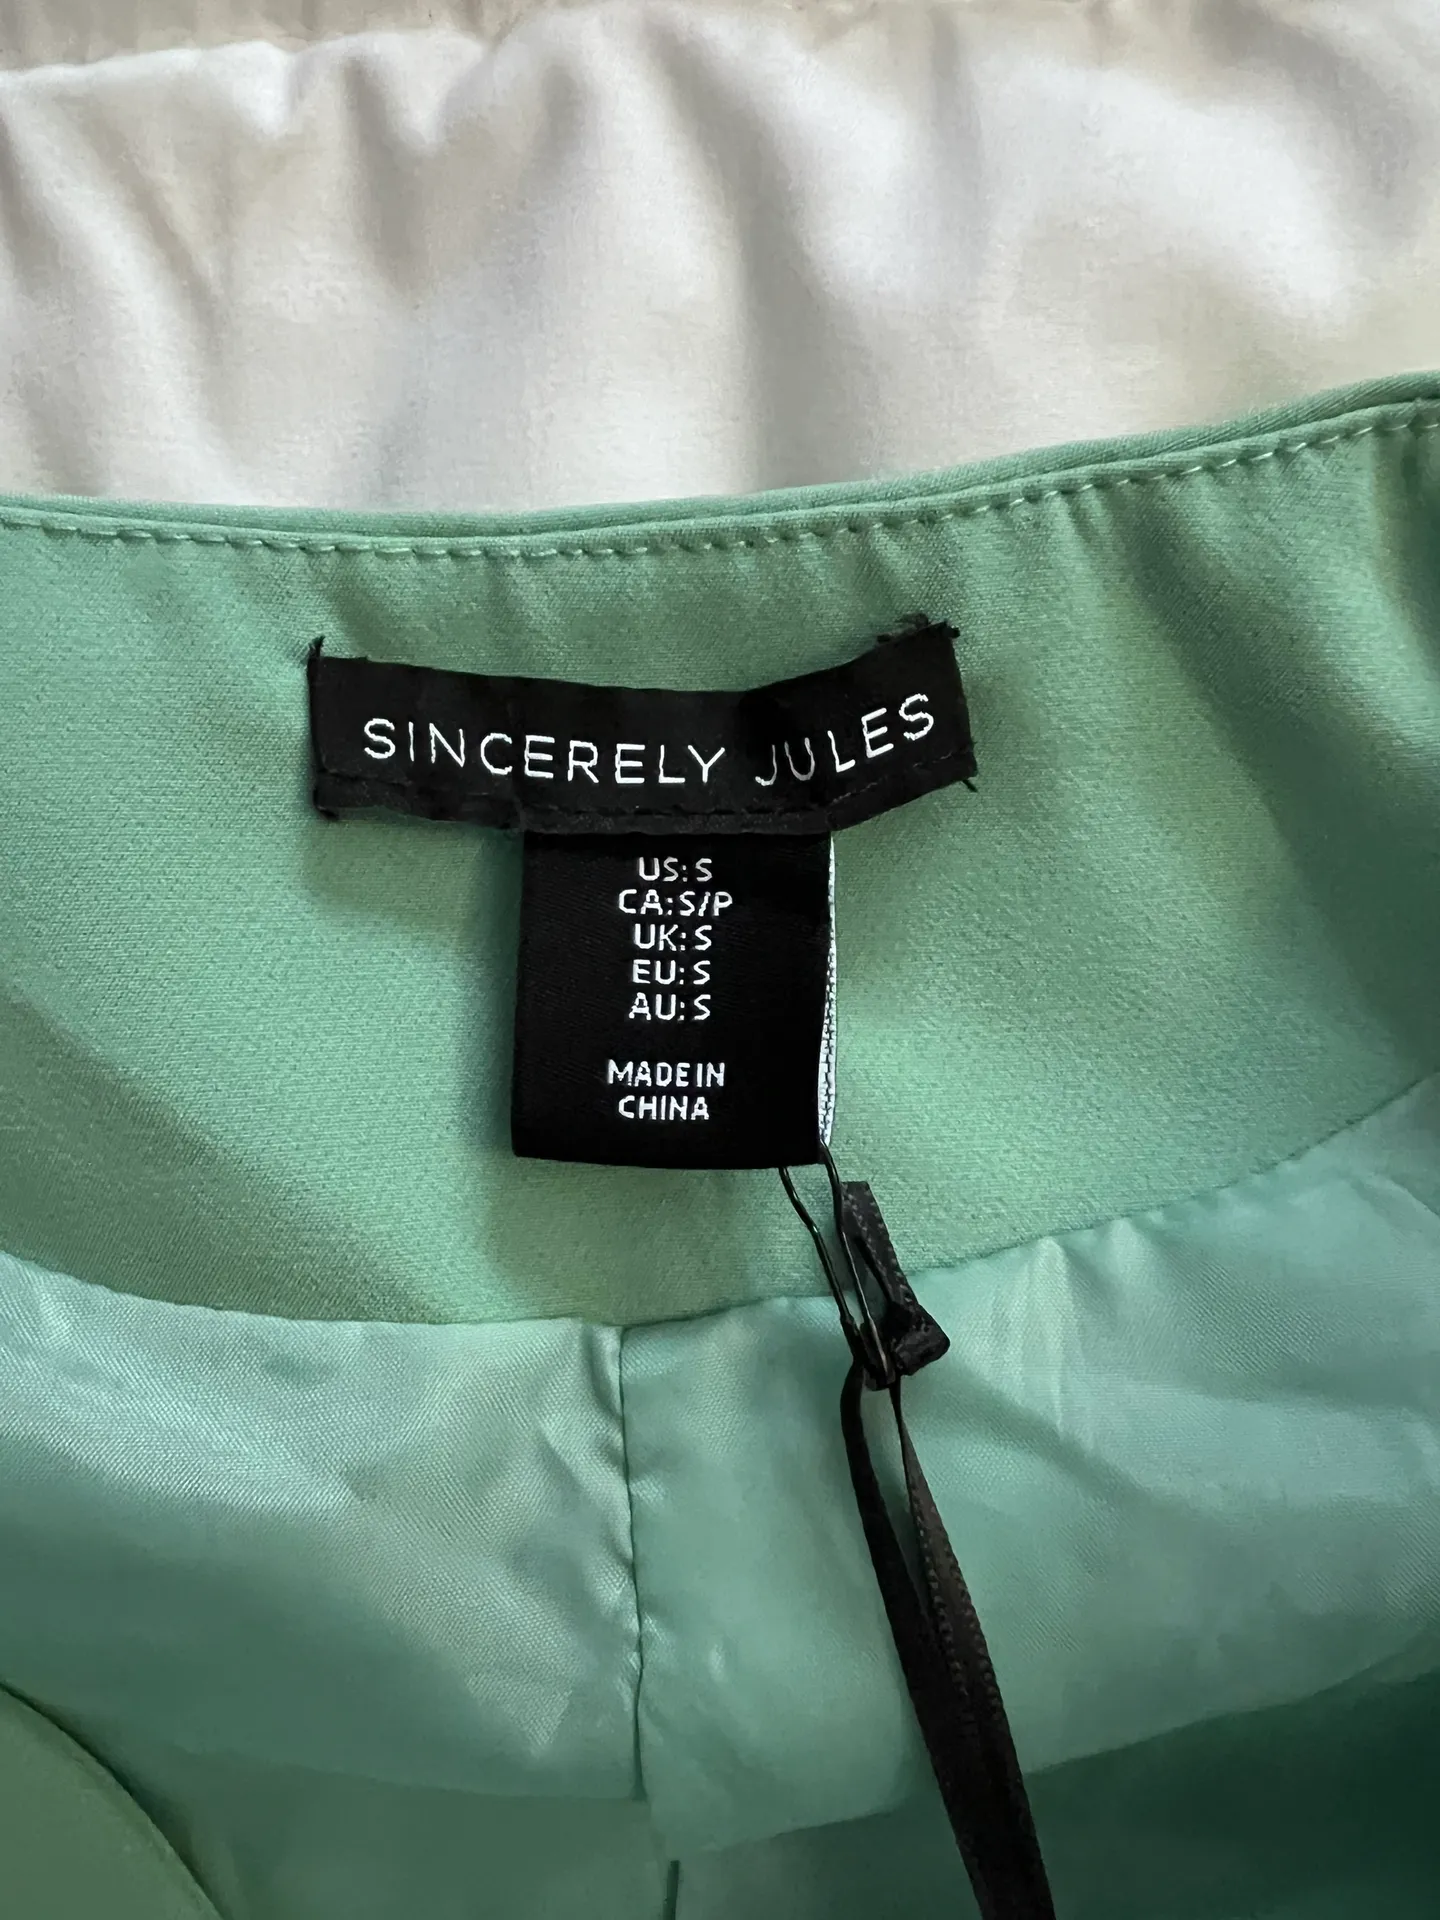 SINCERELY JULES
US: S
CA: S/P
UK: S
EU: S
AU: S
MADE IN
CHINA